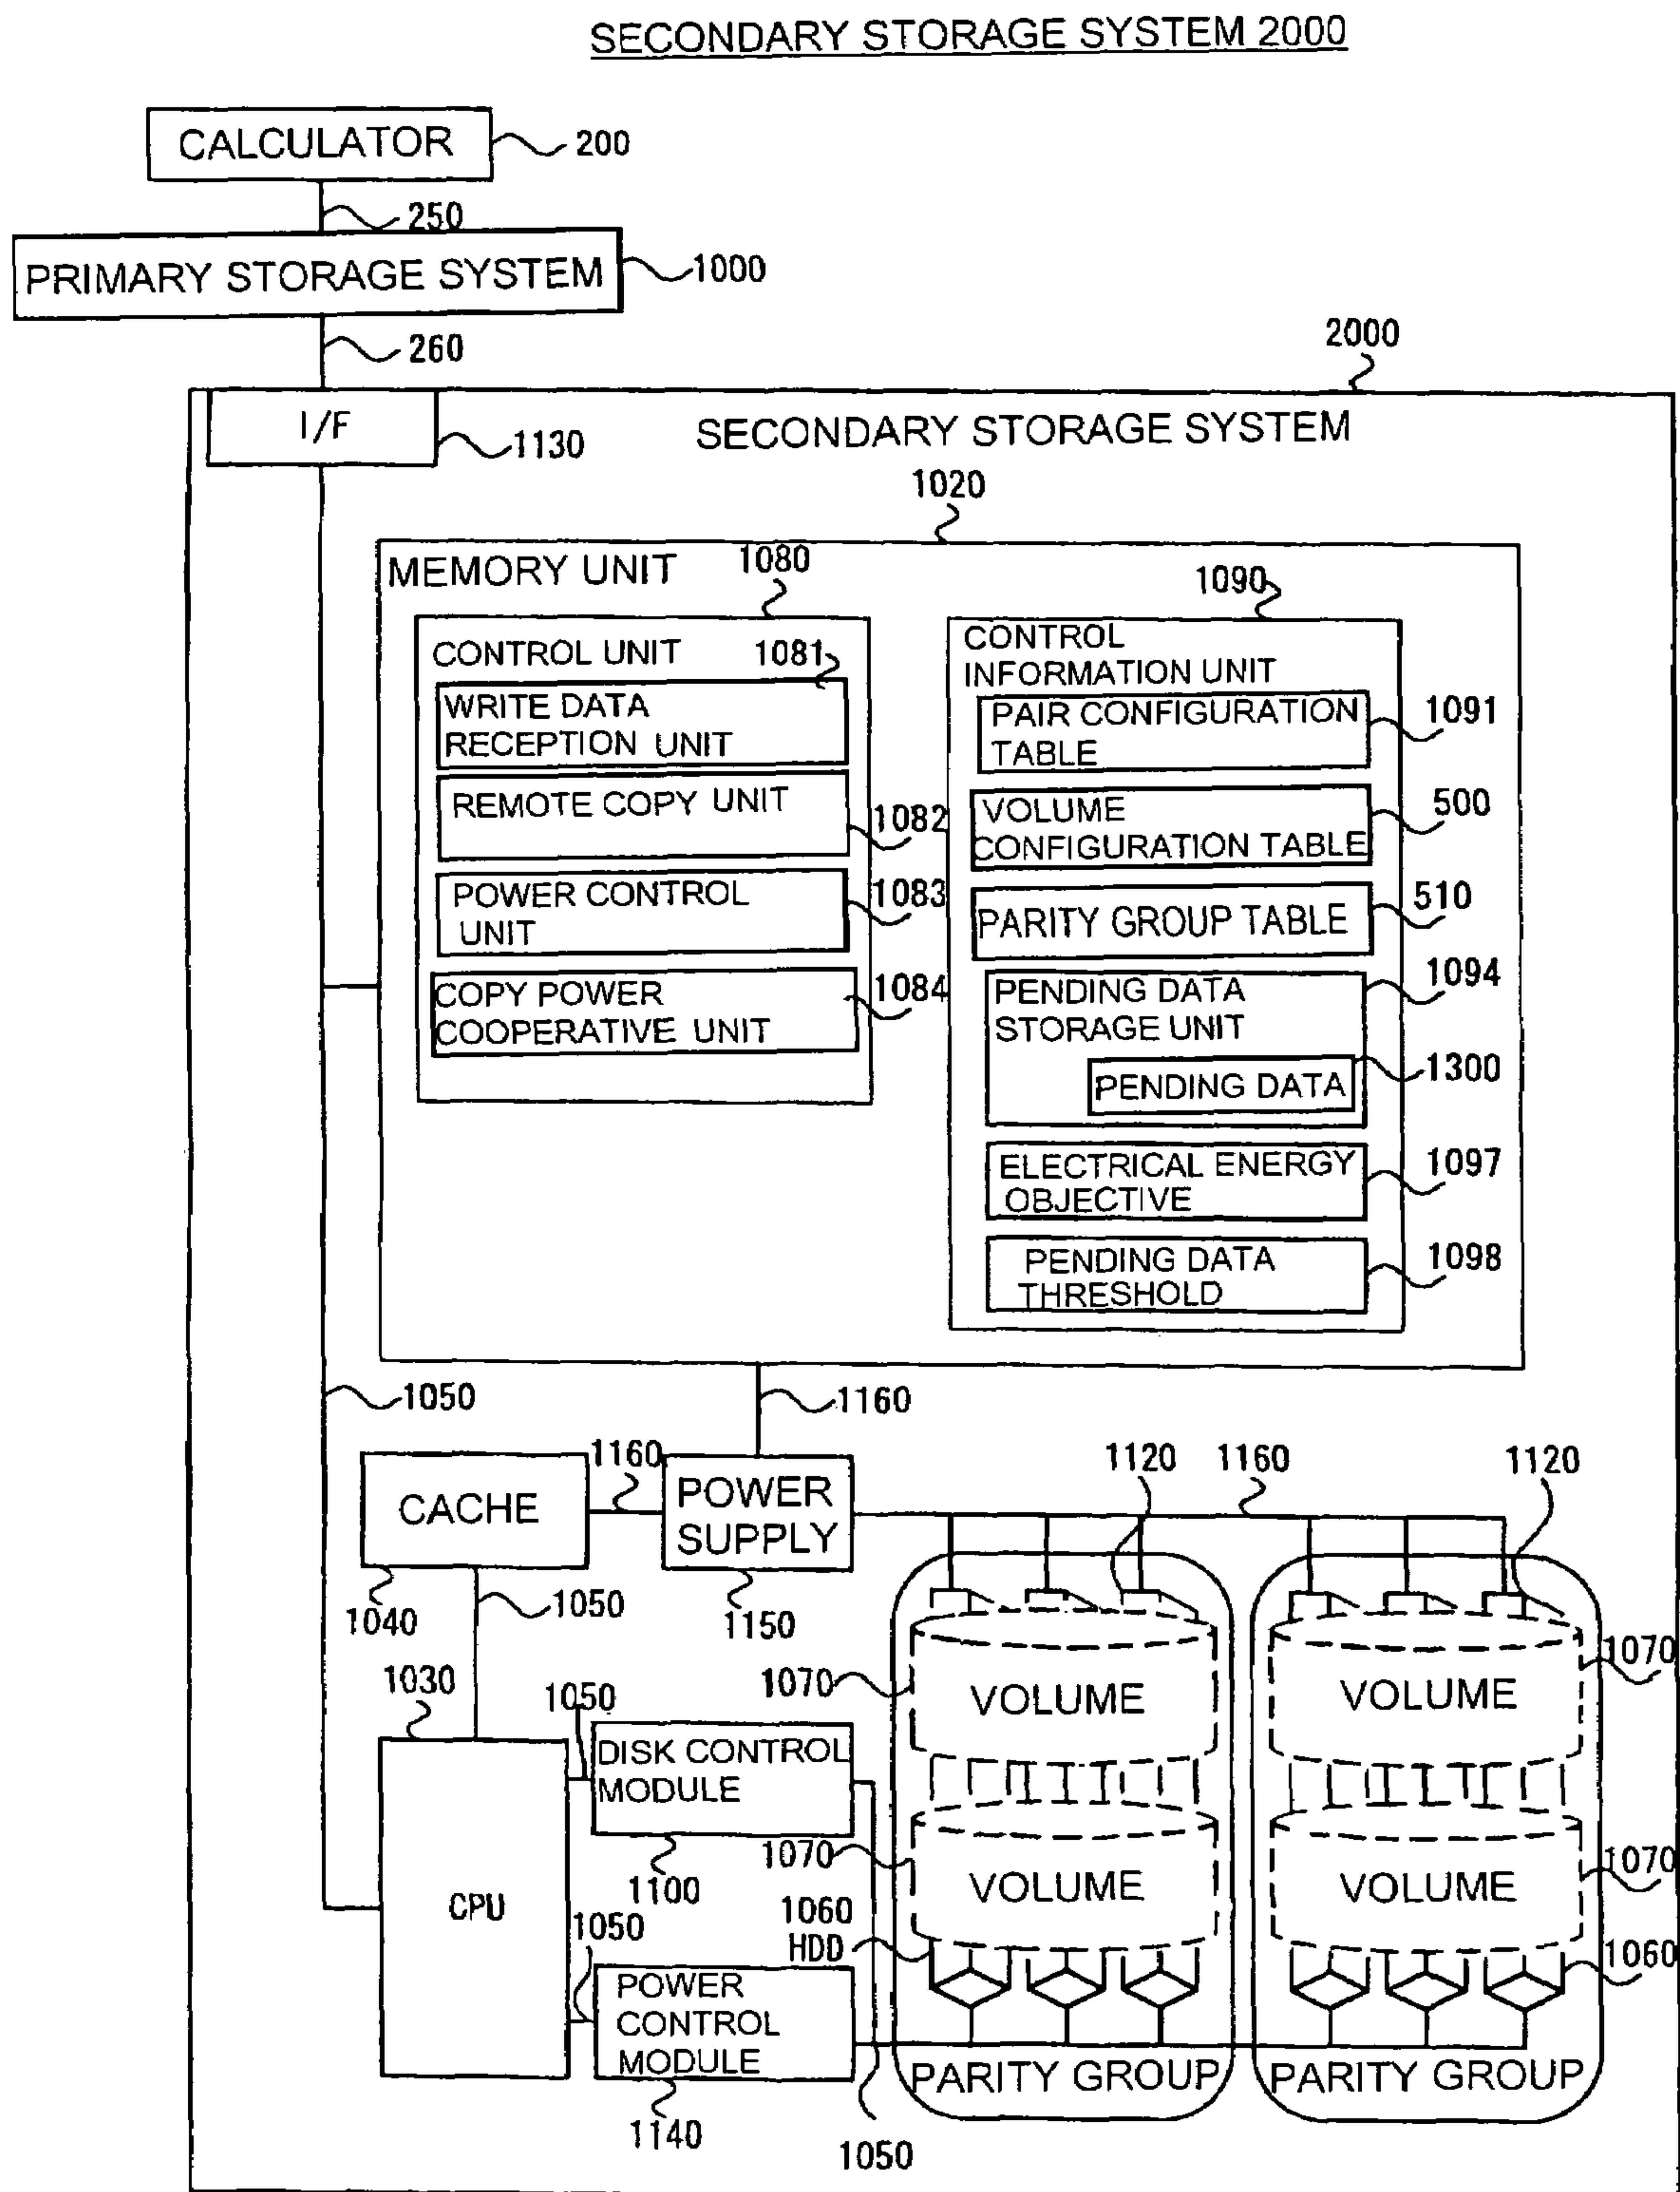 SECONDARY STORAGE SYSTEM 2000
CALCULATOR
200
250
PRIMARY STORAGE SYSTEM
1000
260
2000
I/F
1130
SECONDARY STORAGE SYSTEM
1020
MEMORY UNIT
1080
1090
CONTROL UNIT
1081
WRITE DATA
RECEPTION UNIT
REMOTE COPY UNIT
1082
POWER CONTROL
UNIT
1083
COPY POWER
COOPERATIVE UNIT
1084
CONTROL
INFORMATION UNIT
PAIR CONFIGURATION
TABLE
1091
VOLUME
CONFIGURATION TABLE
500
PARITY GROUP TABLE
510
PENDING DATA
STORAGE UNIT
1094
PENDING DATA
1300
ELECTRICAL ENERGY
OBJECTIVE
1097
PENDING DATA
THRESHOLD
1098
1050
1160
CACHE
1040
1160
POWER
SUPPLY
1150
1120
1160
1120
1050
1030
CPU
1050
DISK CONTROL
MODULE
1100
1050
POWER
CONTROL
MODULE
1140
1050
1070
VOLUME
1070
VOLUME
1060
HDD
PARITY GROUP
VOLUME
1070
VOLUME
1070
1060
PARITY GROUP